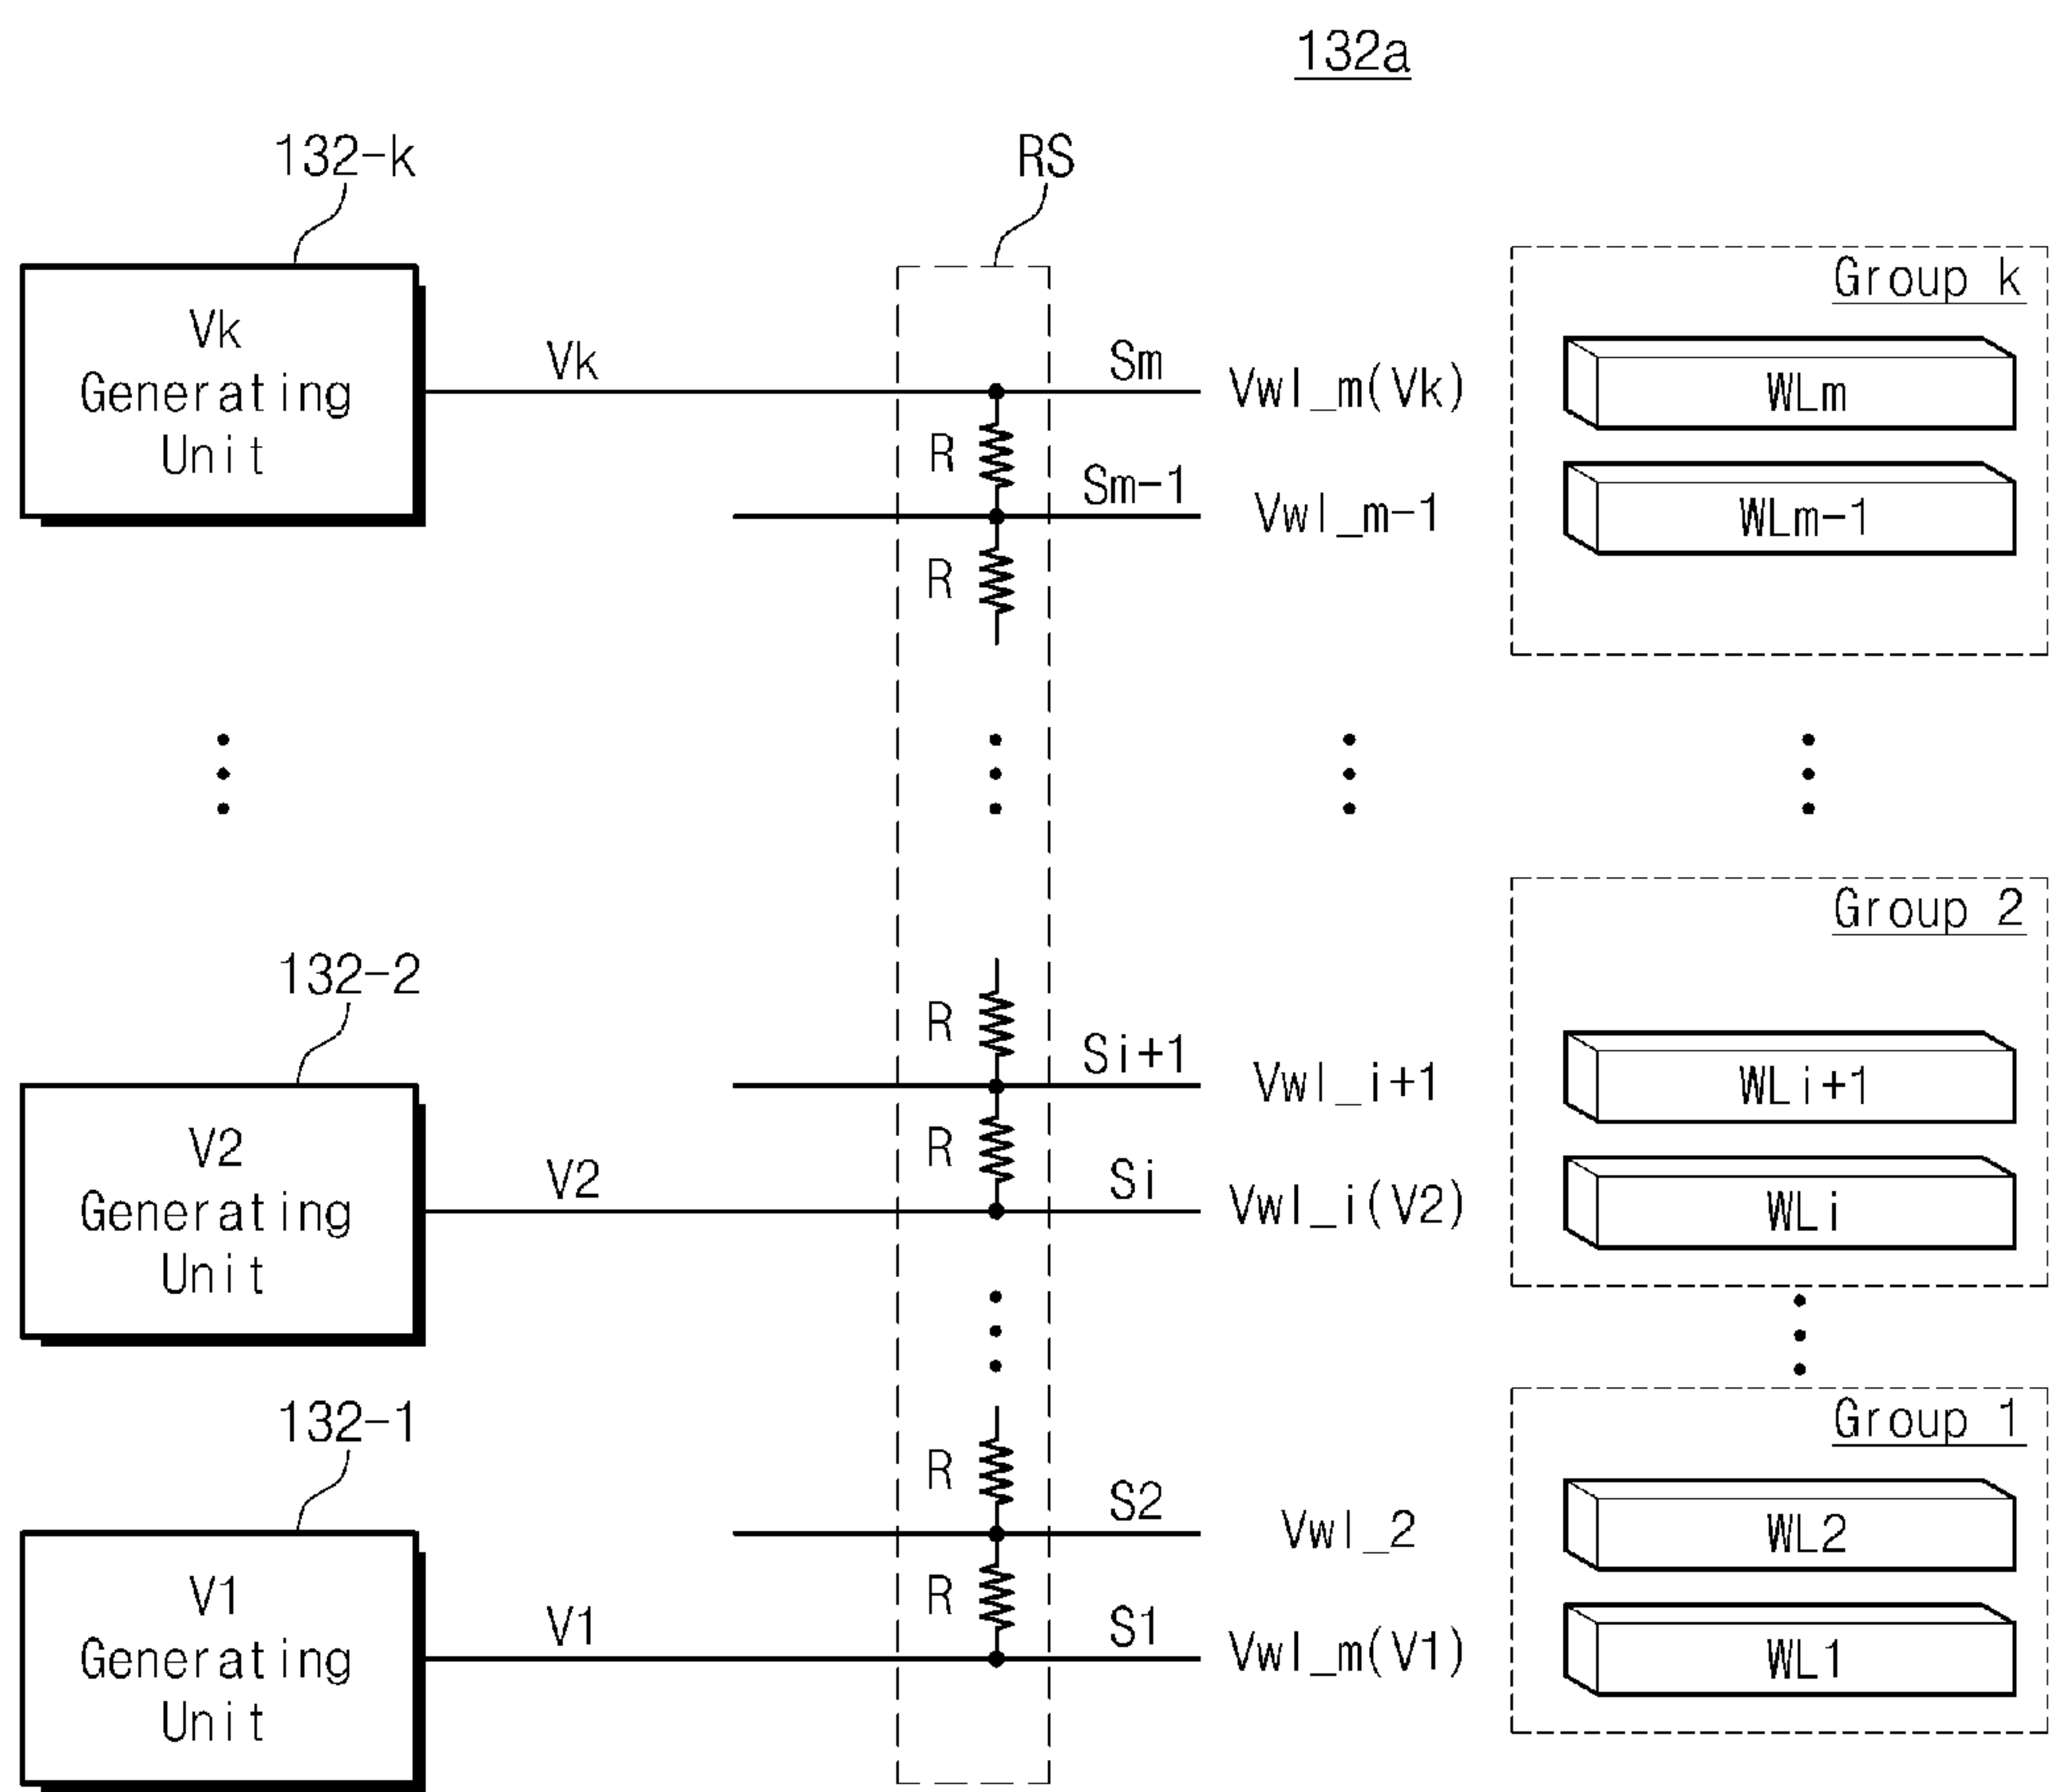 132a
132-k
RS
Vk
Generating
Unit
Vk
Sm
Vwl_m(Vk)
R
Sm-1
Vwl_m-1
R
Group k
WLm
WLm-1
132-2
V2
Generating
Unit
V2
R
Si+1
Vwl_i+1
R
Si
Vwl_i(V2)
Group 2
WLi+1
WLi
132-1
V1
Generating
Unit
V1
R
S2
Vwl_2
R
S1
Vwl_m(V1)
Group 1
WL2
WL1